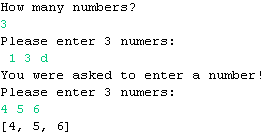 How many numbers?
3
Please enter 3 numers:
1 3 d
You were asked to enter a number!
Please enter 3 numers:
4 5 6
[4, 5, 6]